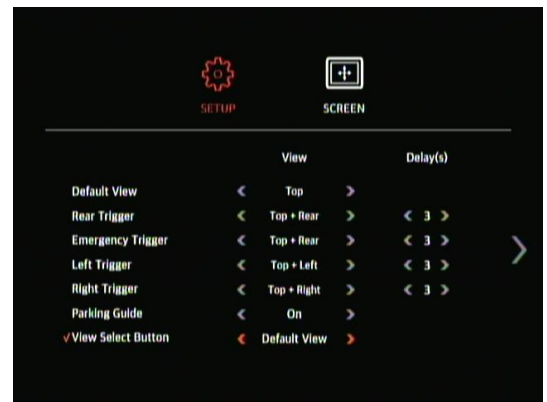 SETUP SCREEN
View Delay(s)
Default View Top
Rear Trigger Top + Rear 3
Emergency Trigger Top + Rear 3
Left Trigger Top + Left 3
Right Trigger Top + Right 3
Parking Guide On
√View Select Button Default View